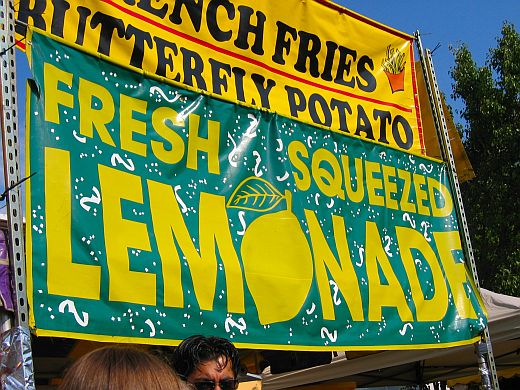 FRENCH FRIES
BUTTERFLY POTATO
FRESH SQUEEZED
LEMONADE